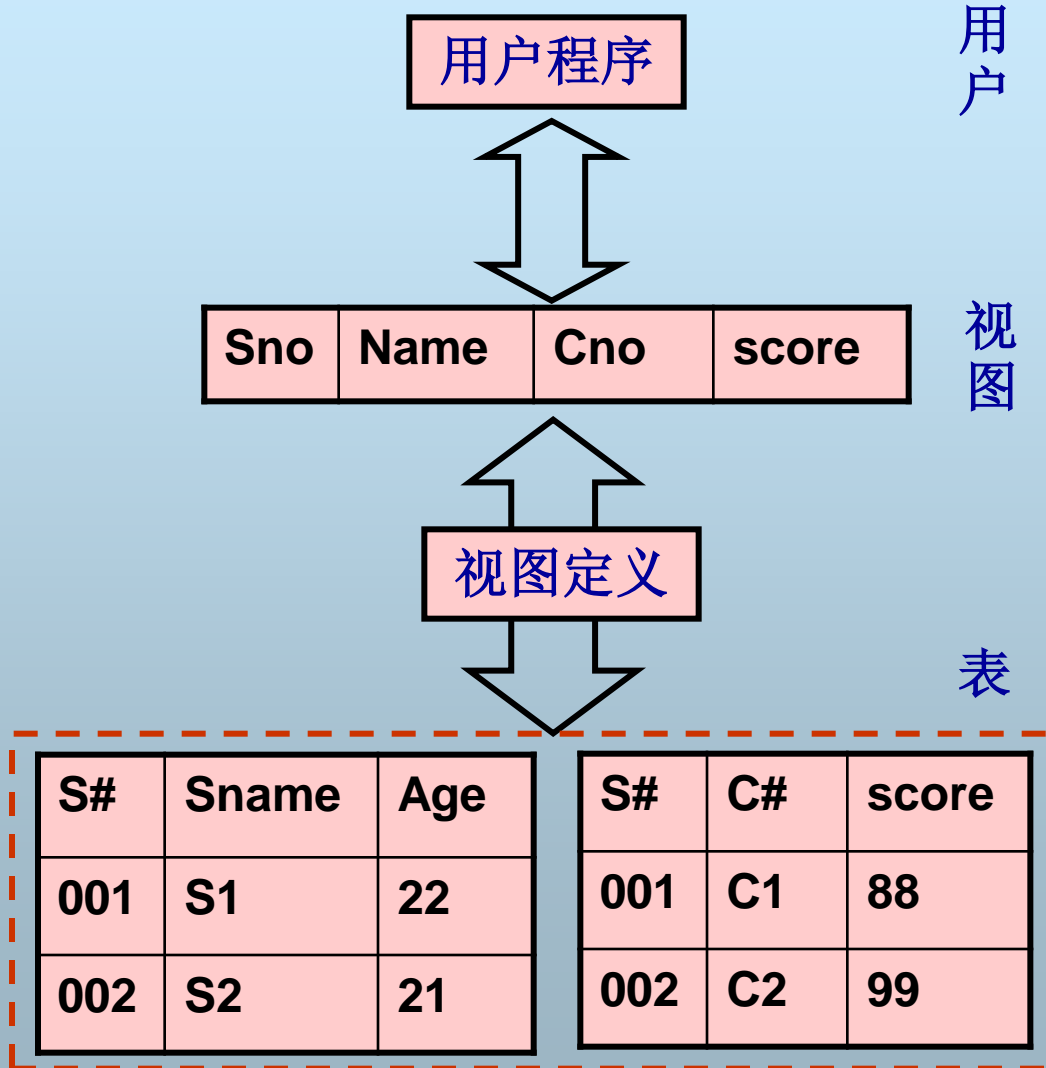 用户程序
用户
Sno Name Cno score
视图
视图定义
表
S# Sname Age
001 S1 22
002 S2 21
S# C# score
001 C1 88
002 C2 99